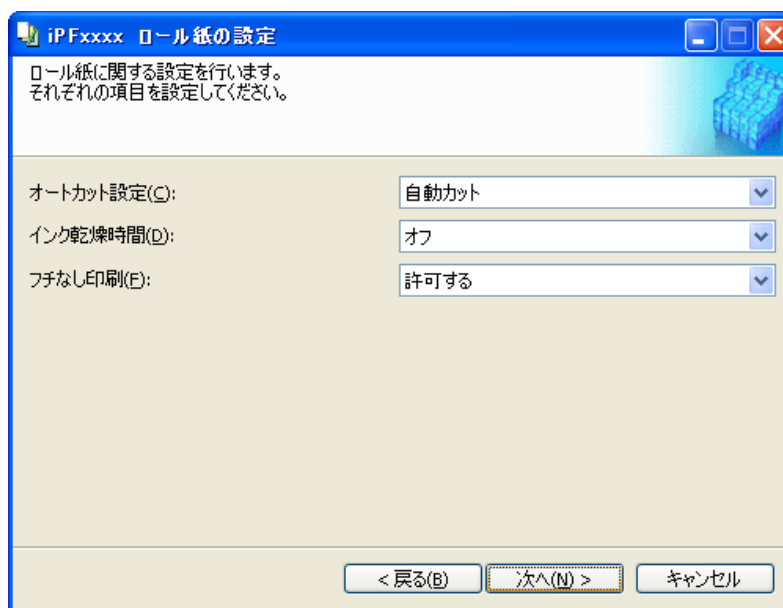 iPFxxxx ロール紙の設定
ロール紙に関する設定を行います。
それぞれの項目を設定してください。
オートカット設定(C): 自動カット
インク乾燥時間(D): オフ
フチなし印刷(F): 許可する
< 戻る(B) 次へ(N) > キャンセル